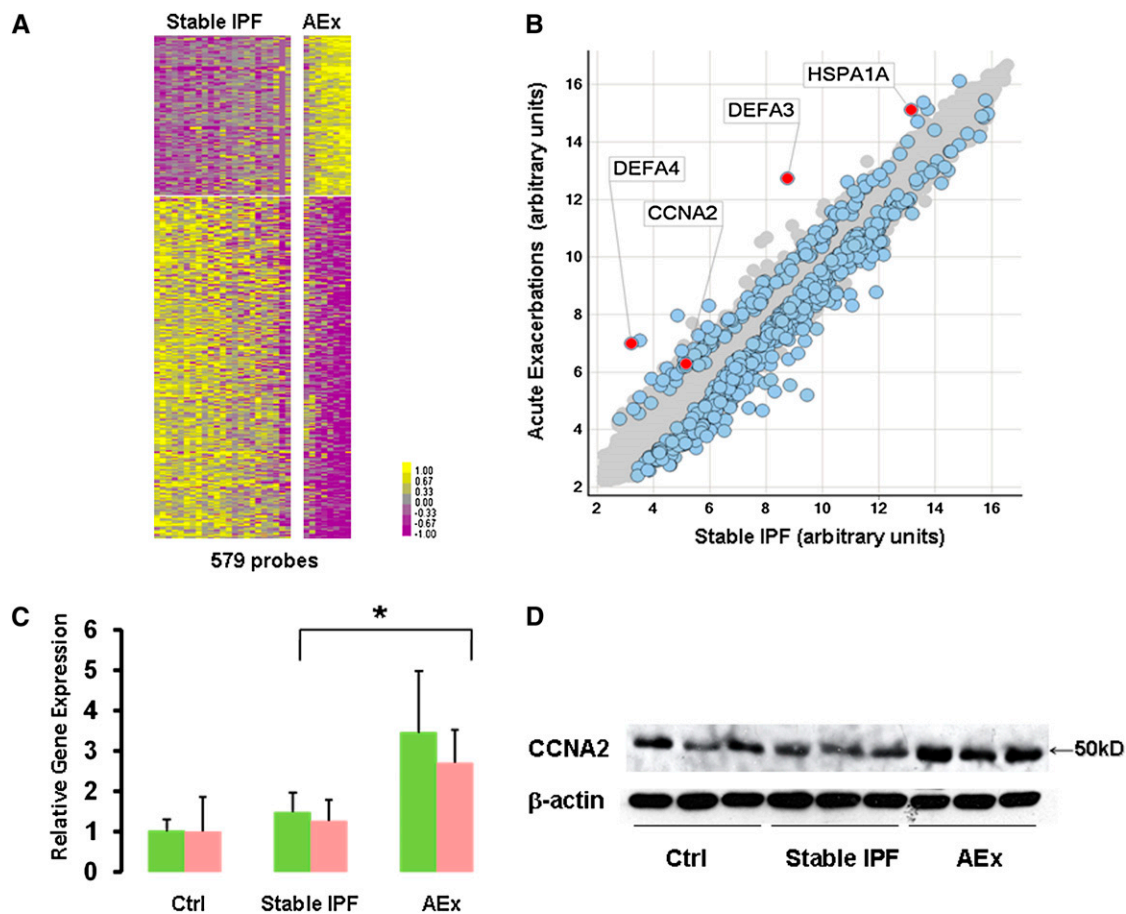 A
Stable IPF
AEx
1.00
0.67
0.33
0.00
-0.33
-0.67
-1.00
579 probes
B
Acute Exacerbations (arbitrary units)
16
14
12
10
8
6
4
2
HSPA1A
DEFA3
DEFA4
CCNA2
2 4 6 8 10 12 14 16
Stable IPF (arbitrary units)
C
Relative Gene Expression
6
5
4
3
2
1
0
*
Ctrl Stable IPF AEx
D
CCNA2
←50kD
β-actin
Ctrl Stable IPF AEx